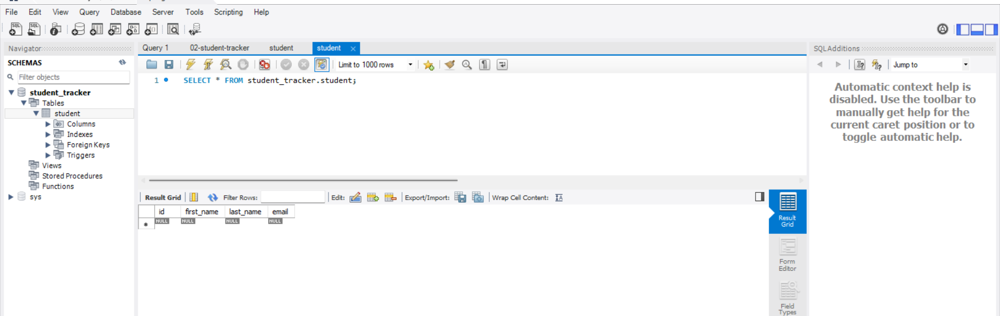 File Edit View Query Database Server Tools Scripting Help
SQL SQL
Navigator
SCHEMAS
Filter objects
student_tracker
Tables
student
Columns
Indexes
Foreign Keys
Triggers
Views
Stored Procedures
Functions
sys
Query 1 02-student-tracker student student
Limit to 1000 rows
1 SELECT * FROM student_tracker.student;
Result Grid Filter Rows: Edit: Export/Import: Wrap Cell Content:
id first_name last_name email
NULL NULL NULL NULL
Result
Grid
Form
Editor
Field
Types
SQLAdditions
Jump to
Automatic context help is
disabled. Use the toolbar to
manually get help for the
current caret position or to
toggle automatic help.